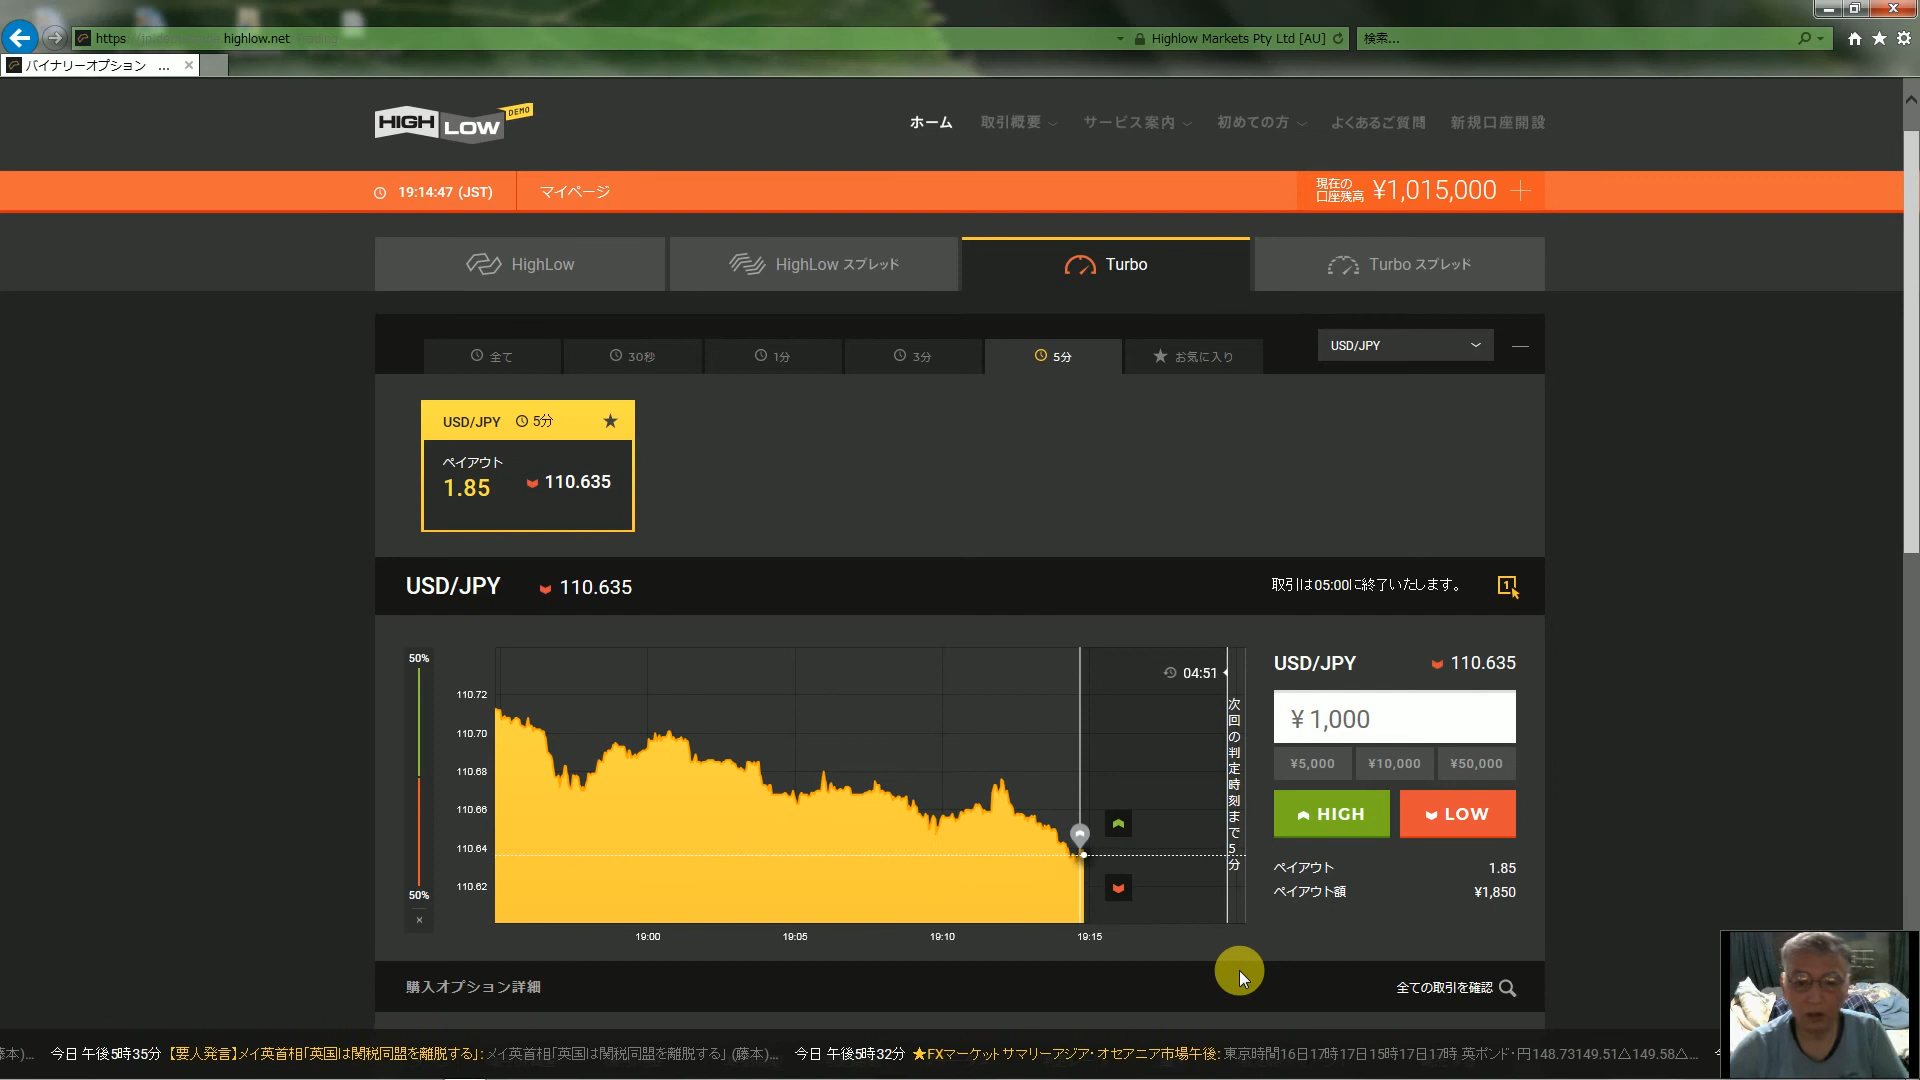 https highlow.net
Highlow Markets Pty Ltd [AU]
検索...
バイナリーオプション ...
HIGH LOW DEMO
ホーム 取引概要 サービス案内 初めての方 よくあるご質問 新規口座開設
19:14:47 (JST) マイページ
現在の
口座残高 ¥1,015,000
HighLow
HighLow スプレッド
Turbo
Turbo スプレッド
全て 30秒 1分 3分 5分 お気に入り
USD/JPY
USD/JPY 5分
ペイアウト
1.85 110.635
USD/JPY 110.635
取引は05:00に終了いたします。
1
50%
50%
×
110.72
110.70
110.68
110.66
110.64
110.62
04:51
次回の判定時刻まで5分
19:00 19:05 19:10 19:15
USD/JPY 110.635
¥ 1,000
¥5,000 ¥10,000 ¥50,000
HIGH LOW
ペイアウト 1.85
ペイアウト額 ¥1,850
購入オプション詳細
全ての取引を確認
本)... 今日 午後5時35分 【要人発言】メイ英首相「英国は関税同盟を離脱する」: メイ英首相「英国は関税同盟を離脱する」 (藤本)... 今日 午後5時32分 ★FXマーケットサマリーアジア・オセアニア市場午後: 東京時間16日17時17日15時17日17時 英ポンド・円148.73149.51△149.58△...